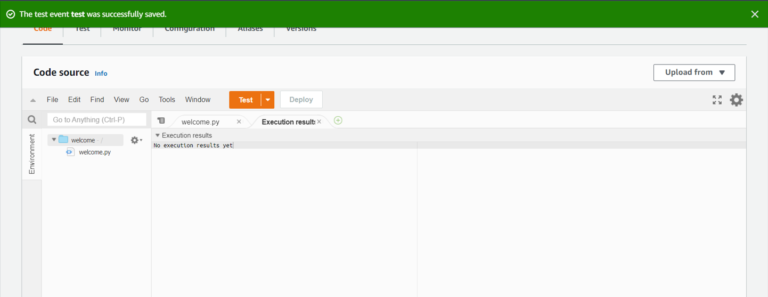 The test event test was successfully saved.
Code Test Monitor Configuration Aliases Versions
Code source Info
Upload from
File Edit Find View Go Tools Window Test Deploy
Go to Anything (Ctrl-P)
welcome.py
Execution results
Environment
welcome
Execution results
welcome.py
No execution results yet